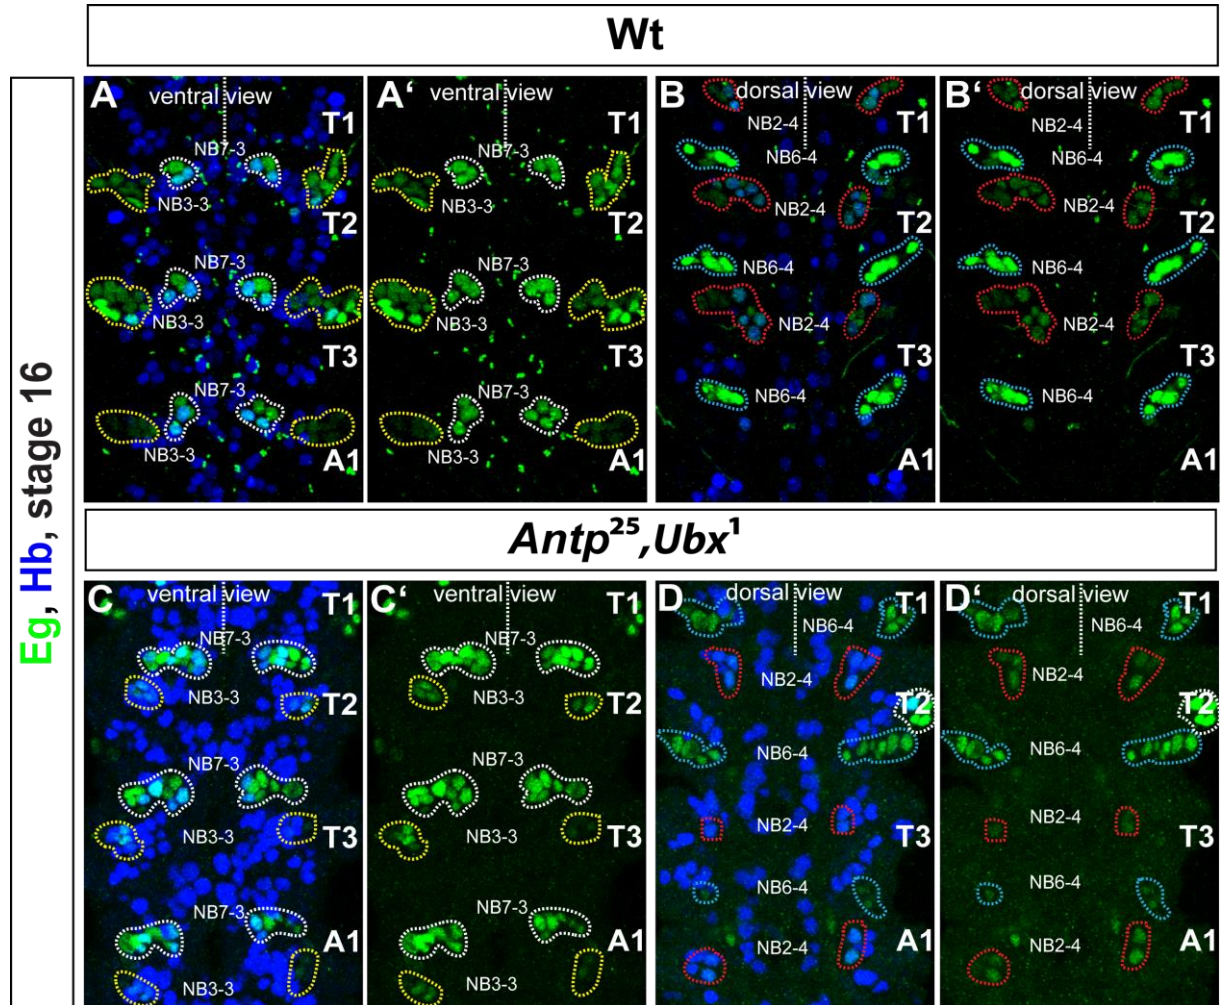 Wt
Eg, Hb, stage 16
A
ventral view
T1
NB7-3
NB3-3
T2
NB7-3
NB3-3
T3
NB7-3
NB3-3
A1
A‘
ventral view
T1
NB7-3
NB3-3
T2
NB7-3
NB3-3
T3
NB7-3
NB3-3
A1
B
dorsal view
T1
NB2-4
NB6-4
NB2-4
T2
NB6-4
NB2-4
T3
NB6-4
A1
B‘
dorsal view
T1
NB2-4
NB6-4
NB2-4
T2
NB6-4
NB2-4
T3
NB6-4
A1
Antp²⁵,Ubx¹
C
ventral view
T1
NB7-3
NB3-3
T2
NB7-3
NB3-3
T3
NB7-3
A1
NB3-3
C‘
ventral view
T1
NB7-3
NB3-3
T2
NB7-3
NB3-3
T3
NB7-3
A1
NB3-3
D
dorsal view
T1
NB6-4
NB2-4
T2
NB6-4
NB2-4
T3
NB6-4
NB2-4
A1
D‘
dorsal view
T1
NB6-4
NB2-4
T2
NB6-4
NB2-4
T3
NB6-4
NB2-4
A1